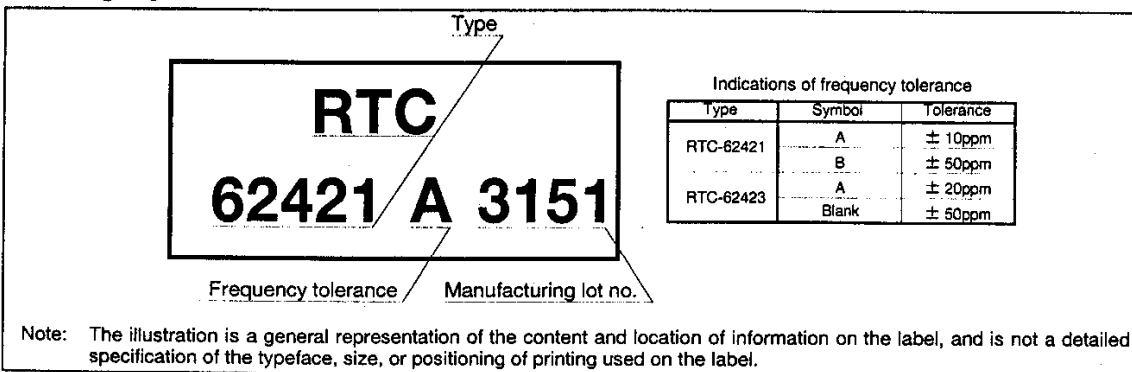 Type
RTC
62421 A 3151
Frequency tolerance
Manufacturing lot no.
Indications of frequency tolerance
Type Symbol Tolerance
RTC-62421 A ± 10ppm
B ± 50ppm
RTC-62423 A ± 20ppm
Blank ± 50ppm
Note: The illustration is a general representation of the content and location of information on the label, and is not a detailed
specification of the typeface, size, or positioning of printing used on the label.